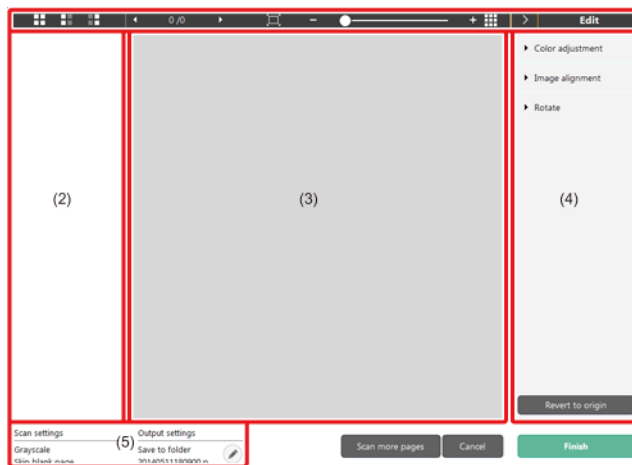 0 /0 Edit
Color adjustment
Image alignment
Rotate
(2)
(3)
(4)
Revert to origin
Scan settings
Output settings
(5)
Grayscale
Save to folder
Skip blank page
20140511190900.p
Scan more pages
Cancel
Finish